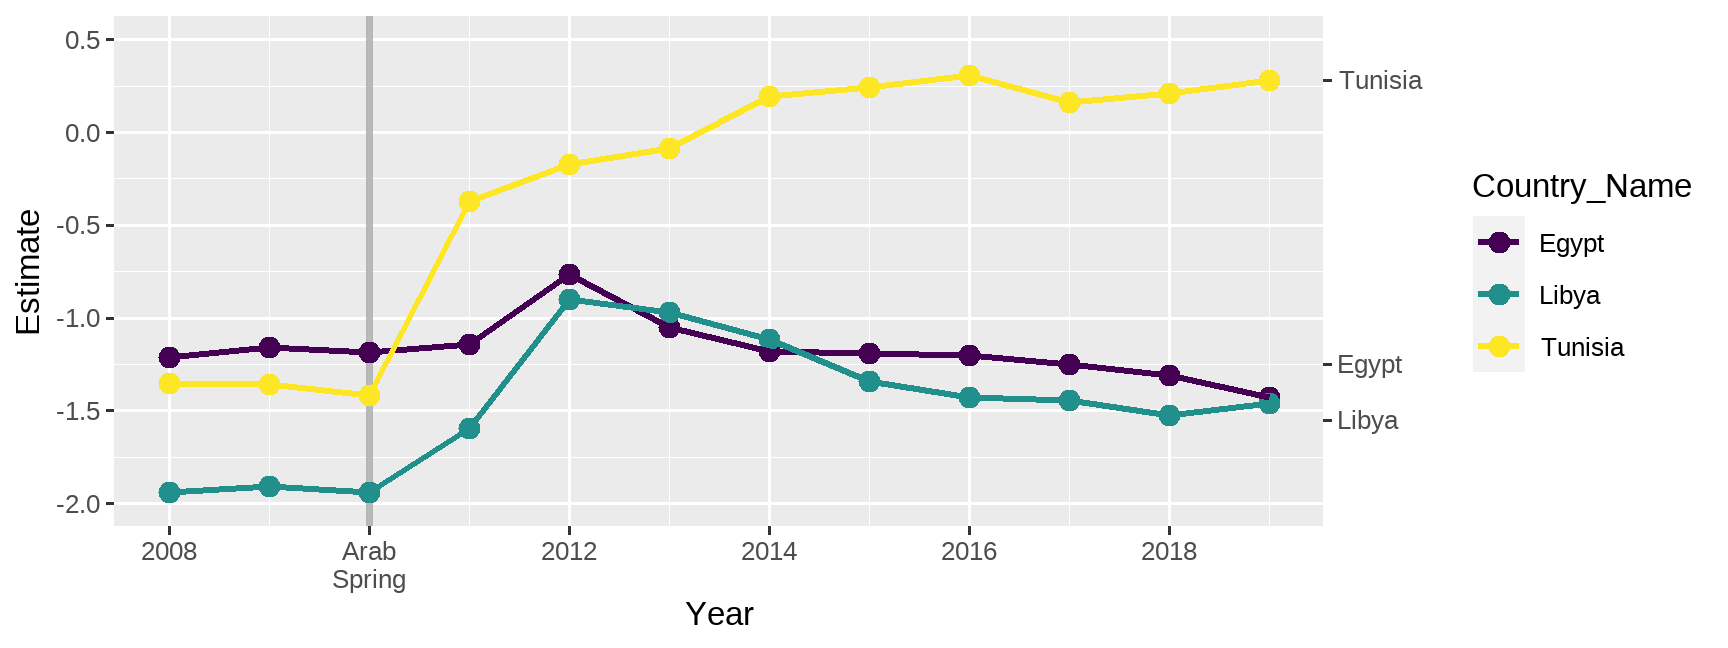 0.5
0.0
-0.5
-1.0
-1.5
-2.0
Estimate
2008
Arab
Spring
2012
2014
2016
2018
Year
Tunisia
Egypt
Libya
Country_Name
Egypt
Libya
Tunisia